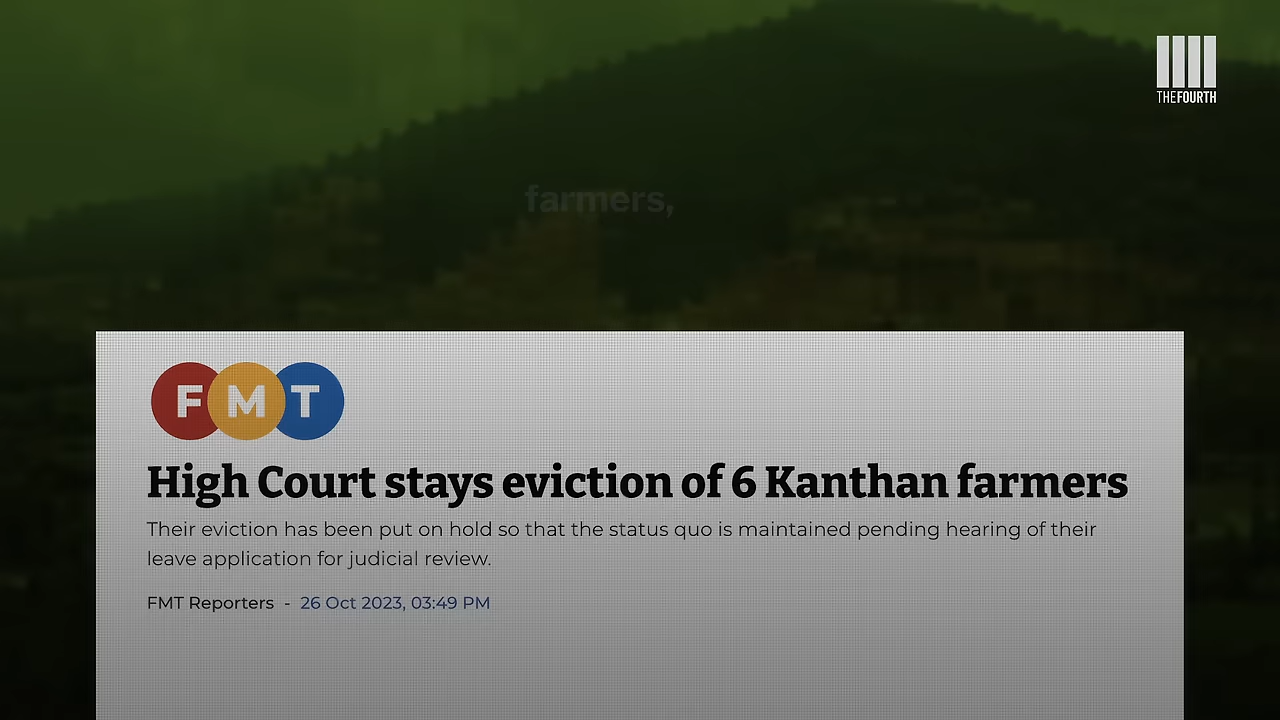 THEFOURTH
farmers,
FMT
High Court stays eviction of 6 Kanthan farmers
Their eviction has been put on hold so that the status quo is maintained pending hearing of their
leave application for judicial review.
FMT Reporters - 26 Oct 2023, 03:49 PM